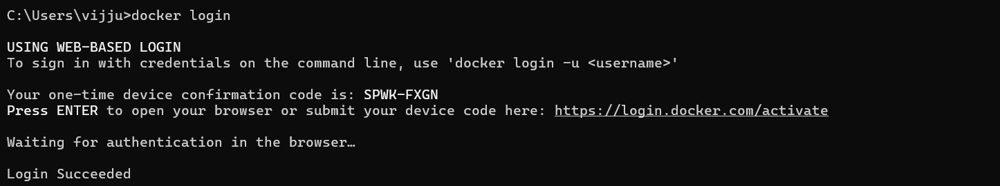 C:\Users\vijju>docker login
USING WEB-BASED LOGIN
To sign in with credentials on the command line, use 'docker login -u <username>'
Your one-time device confirmation code is: SPWK-FXGN
Press ENTER to open your browser or submit your device code here: https://login.docker.com/activate
Waiting for authentication in the browser…
Login Succeeded